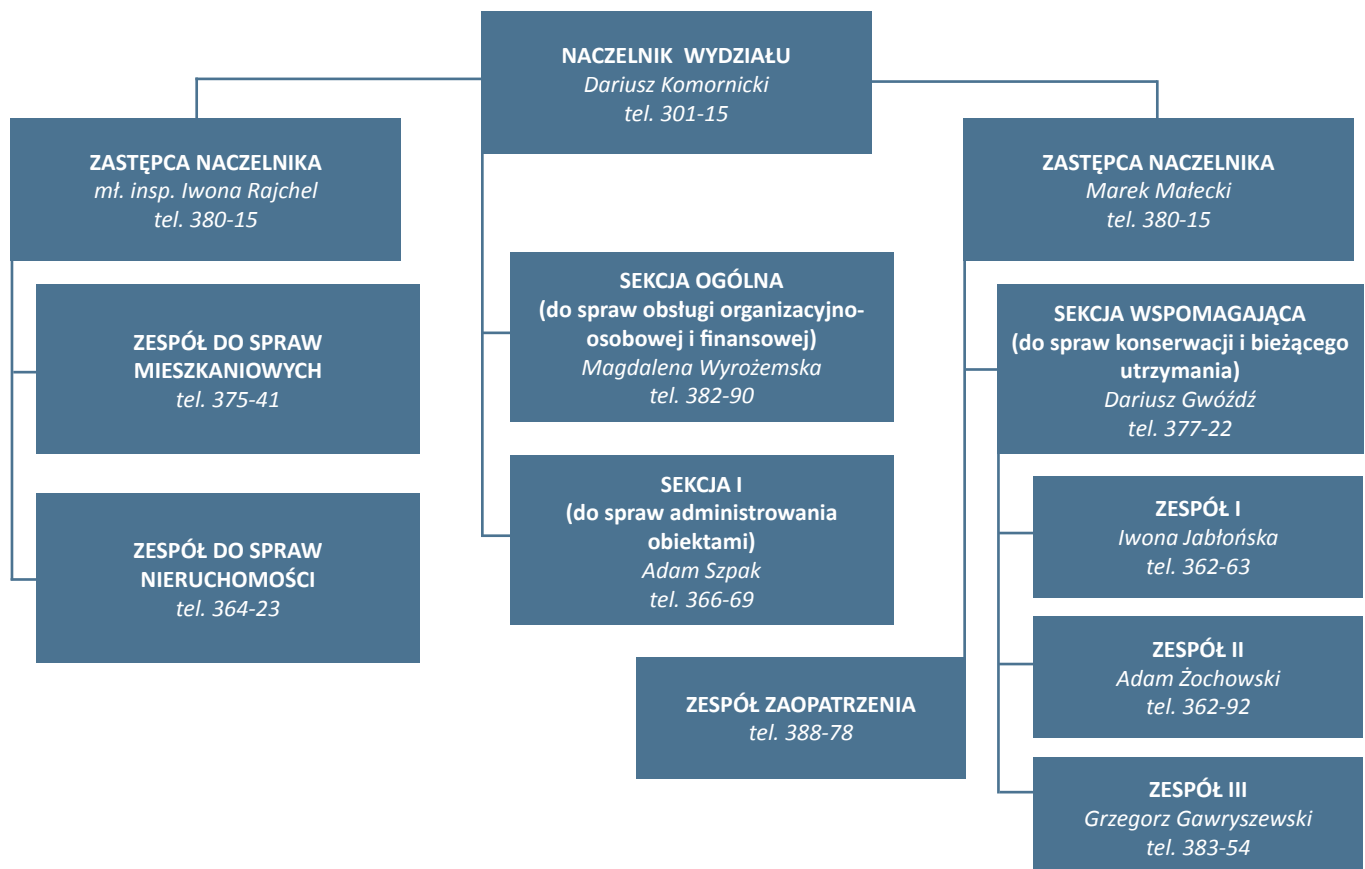 NACZELNIK WYDZIAŁU
Dariusz Komornicki
tel. 301-15
ZASTĘPCA NACZELNIKA
mł. insp. Iwona Rajchel
tel. 380-15
ZESPÓŁ DO SPRAW
MIESZKANIOWYCH
tel. 375-41
ZESPÓŁ DO SPRAW
NIERUCHOMOŚCI
tel. 364-23
SEKCJA OGÓLNA
(do spraw obsługi organizacyjno-
osobowej i finansowej)
Magdalena Wyrożemska
tel. 382-90
SEKCJA I
(do spraw administrowania
obiektami)
Adam Szpak
tel. 366-69
ZASTĘPCA NACZELNIKA
Marek Małecki
tel. 380-15
SEKCJA WSPOMAGAJĄCA
(do spraw konserwacji i bieżącego
utrzymania)
Dariusz Gwóźdź
tel. 377-22
ZESPÓŁ I
Iwona Jabłońska
tel. 362-63
ZESPÓŁ II
Adam Żochowski
tel. 362-92
ZESPÓŁ III
Grzegorz Gawryszewski
tel. 383-54
ZESPÓŁ ZAOPATRZENIA
tel. 388-78